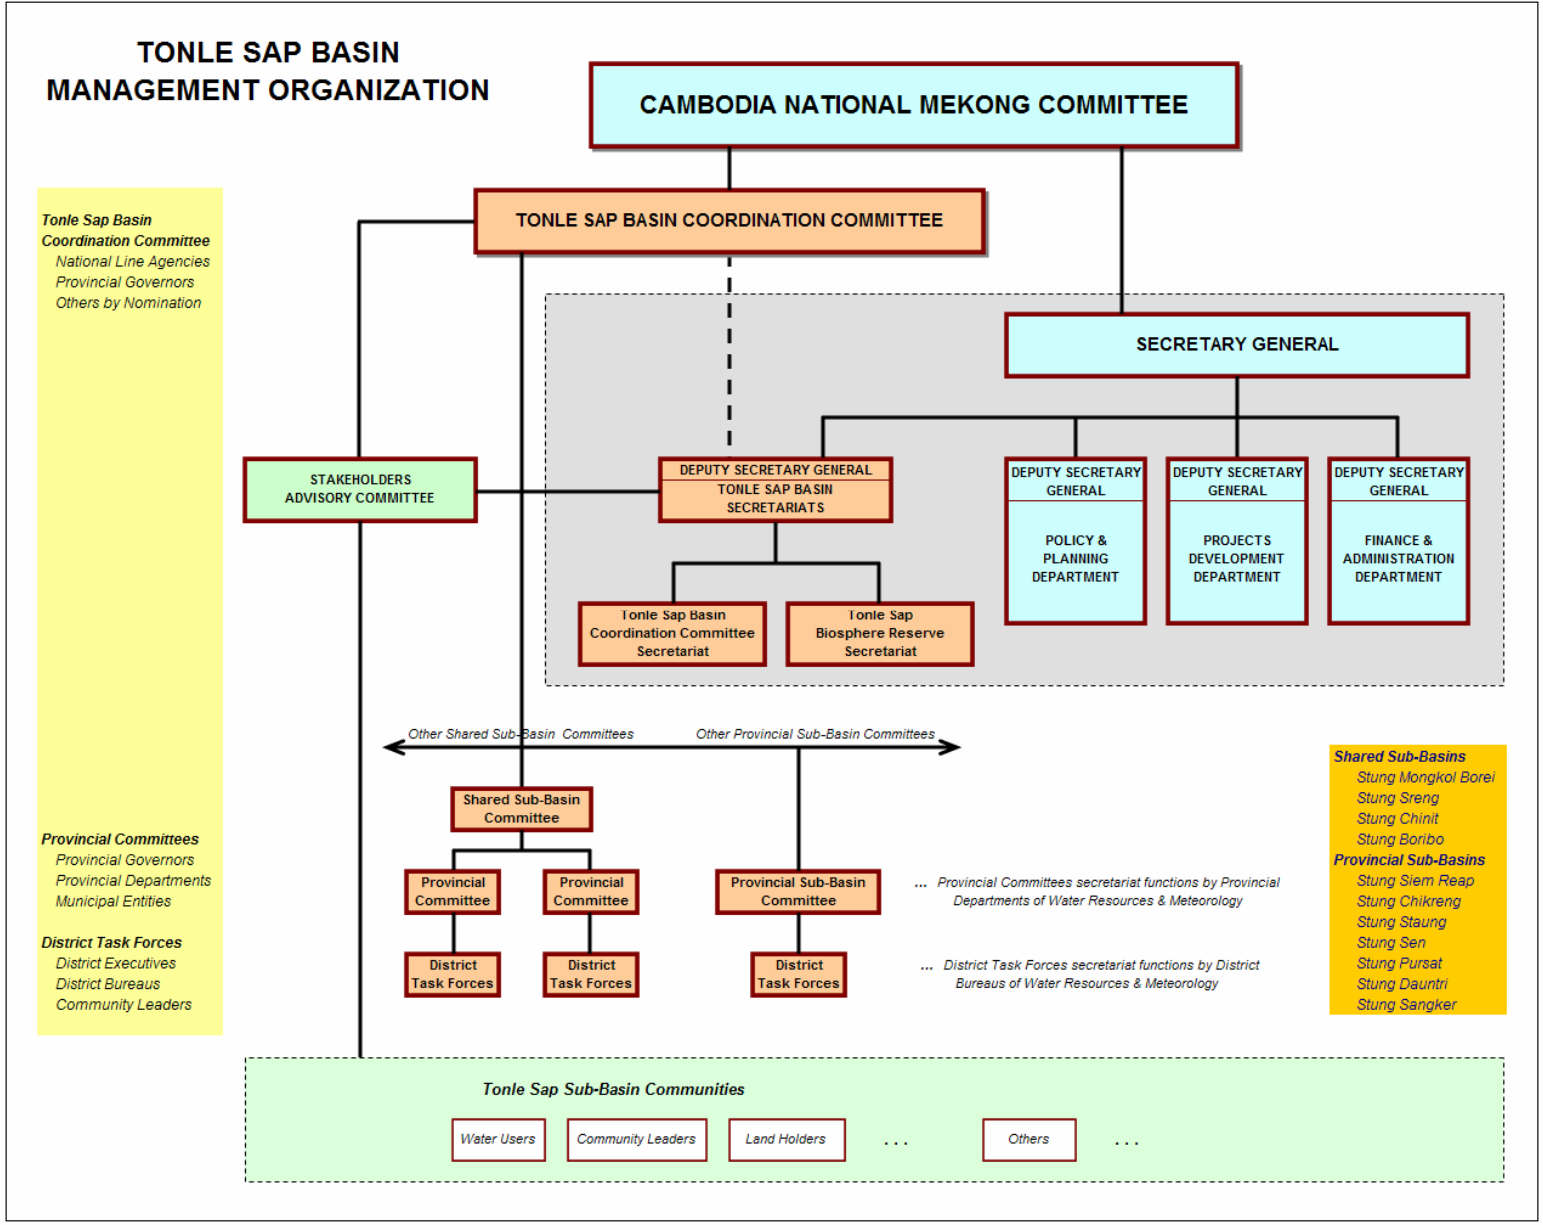 TONLE SAP BASIN
MANAGEMENT ORGANIZATION
CAMBODIA NATIONAL MEKONG COMMITTEE
TONLE SAP BASIN COORDINATION COMMITTEE
Tonle Sap Basin
Coordination Committee
National Line Agencies
Provincial Governors
Others by Nomination
SECRETARY GENERAL
STAKEHOLDERS
ADVISORY COMMITTEE
DEPUTY SECRETARY GENERAL
TONLE SAP BASIN
SECRETARIATS
DEPUTY SECRETARY
GENERAL
POLICY &
PLANNING
DEPARTMENT
DEPUTY SECRETARY
GENERAL
PROJECTS
DEVELOPMENT
DEPARTMENT
DEPUTY SECRETARY
GENERAL
FINANCE &
ADMINISTRATION
DEPARTMENT
Tonle Sap Basin
Coordination Committee
Secretariat
Tonle Sap
Biosphere Reserve
Secretariat
Other Shared Sub-Basin Committees
Other Provincial Sub-Basin Committees
Shared Sub-Basin
Committee
Provincial
Committee
Provincial
Committee
Provincial Sub-Basin
Committee
... Provincial Committees secretariat functions by Provincial
Departments of Water Resources & Meteorology
District
Task Forces
District
Task Forces
District
Task Forces
... District Task Forces secretariat functions by District
Bureaus of Water Resources & Meteorology
Provincial Committees
Provincial Governors
Provincial Departments
Municipal Entities
District Task Forces
District Executives
District Bureaus
Community Leaders
Shared Sub-Basins
Stung Mongkol Borei
Stung Sreng
Stung Chinit
Stung Boribo
Provincial Sub-Basins
Stung Siem Reap
Stung Chikreng
Stung Staung
Stung Sen
Stung Pursat
Stung Dauntri
Stung Sangker
Tonle Sap Sub-Basin Communities
Water Users
Community Leaders
Land Holders
...
Others
...